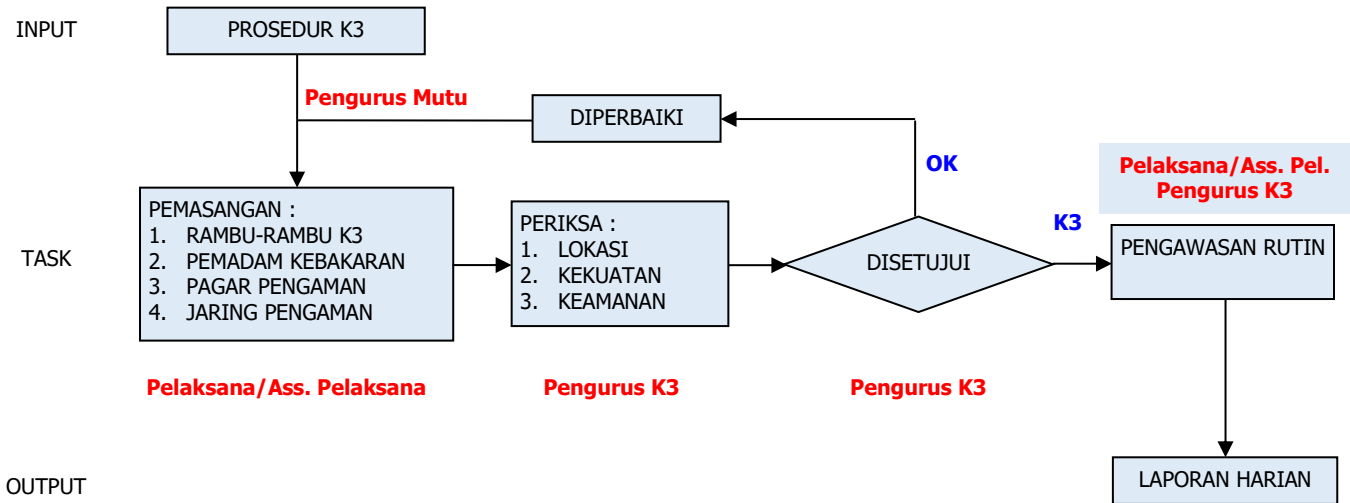 INPUT
PROSEDUR K3
Pengurus Mutu
DIPERBAIKI
OK
Pelaksana/Ass. Pel.
Pengurus K3
K3
TASK
PEMASANGAN :
1. RAMBU-RAMBU K3
2. PEMADAM KEBAKARAN
3. PAGAR PENGAMAN
4. JARING PENGAMAN
PERIKSA :
1. LOKASI
2. KEKUATAN
3. KEAMANAN
DISETUJUI
PENGAWASAN RUTIN
Pelaksana/Ass. Pelaksana
Pengurus K3
Pengurus K3
OUTPUT
LAPORAN HARIAN